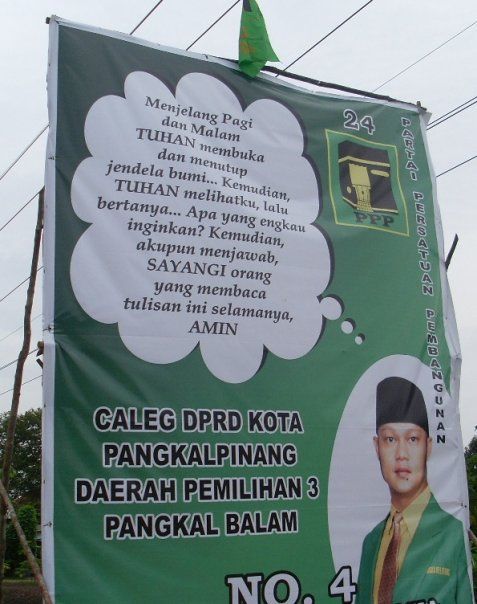 Menjelang Pagi
dan Malam
TUHAN membuka
dan menutup
jendela bumi... Kemudian,
TUHAN melihatku, lalu
bertanya... Apa yang engkau
inginkan? Kemudian,
akupun menjawab,
SAYANGI orang
yang membaca
tulisan ini selamanya,
AMIN
24
PPP
PARTAI PERSATUAN PEMBANGUNAN
CALEG DPRD KOTA
PANGKALPINANG
DAERAH PEMILIHAN 3
PANGKAL BALAM
NO. 4